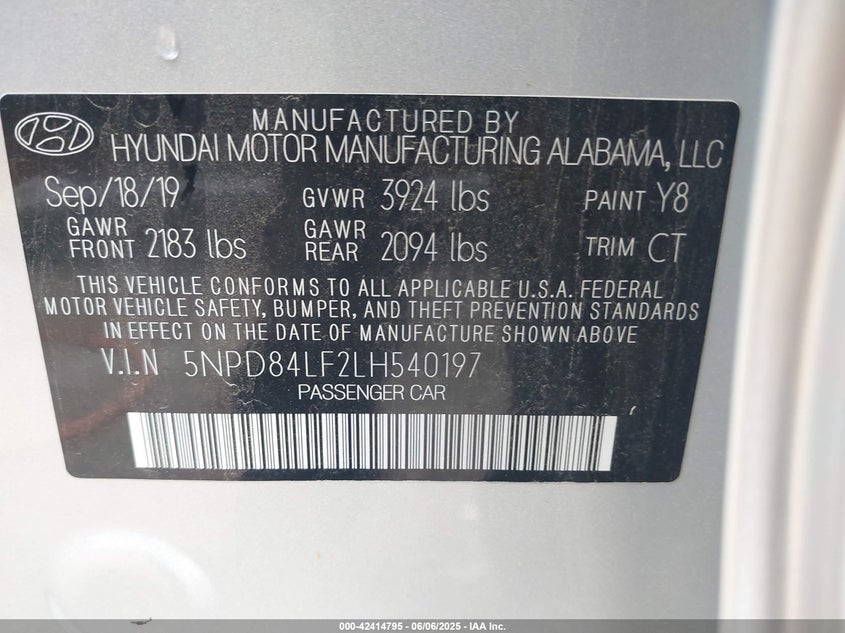 MANUFACTURED BY
HYUNDAI MOTOR MANUFACTURING ALABAMA, LLC
Sep/18/19 GVWR 3924 lbs PAINT Y8
GAWR FRONT 2183 lbs GAWR REAR 2094 lbs TRIM CT
THIS VEHICLE CONFORMS TO ALL APPLICABLE U.S.A. FEDERAL
MOTOR VEHICLE SAFETY, BUMPER, AND THEFT PREVENTION STANDARDS
IN EFFECT ON THE DATE OF MANUFACTURE SHOWN ABOVE
V.I.N 5NPD84LF2LH540197
PASSENGER CAR
000-42414795 - 06/06/2025 - IAA Inc.